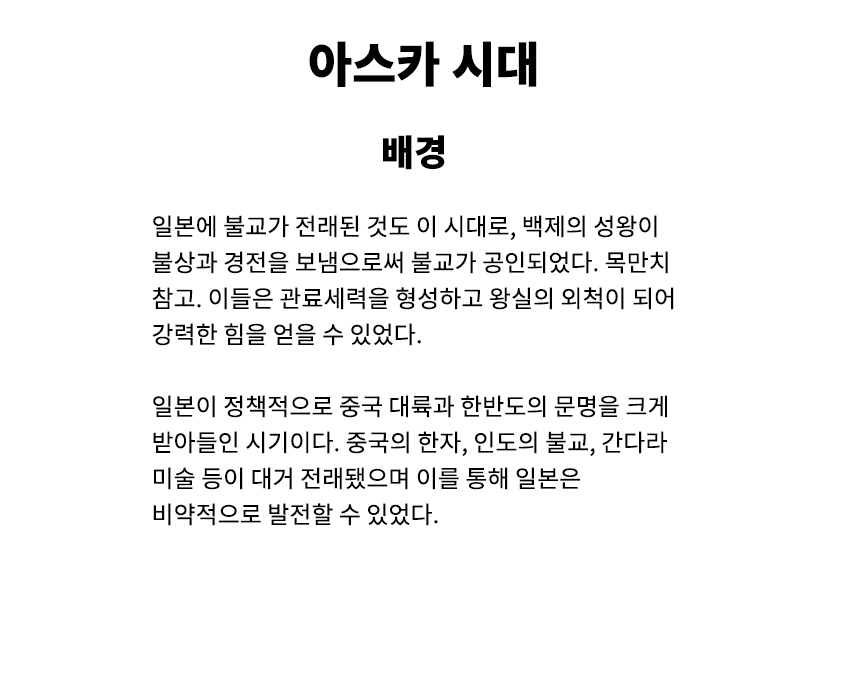 아스카 시대
배경
일본에 불교가 전래된 것도 이 시대로, 백제의 성왕이
불상과 경전을 보냄으로써 불교가 공인되었다. 목만치
참고. 이들은 관료세력을 형성하고 왕실의 외척이 되어
강력한 힘을 얻을 수 있었다.
일본이 정책적으로 중국 대륙과 한반도의 문명을 크게
받아들인 시기이다. 중국의 한자, 인도의 불교, 간다라
미술 등이 대거 전래됐으며 이를 통해 일본은
비약적으로 발전할 수 있었다.